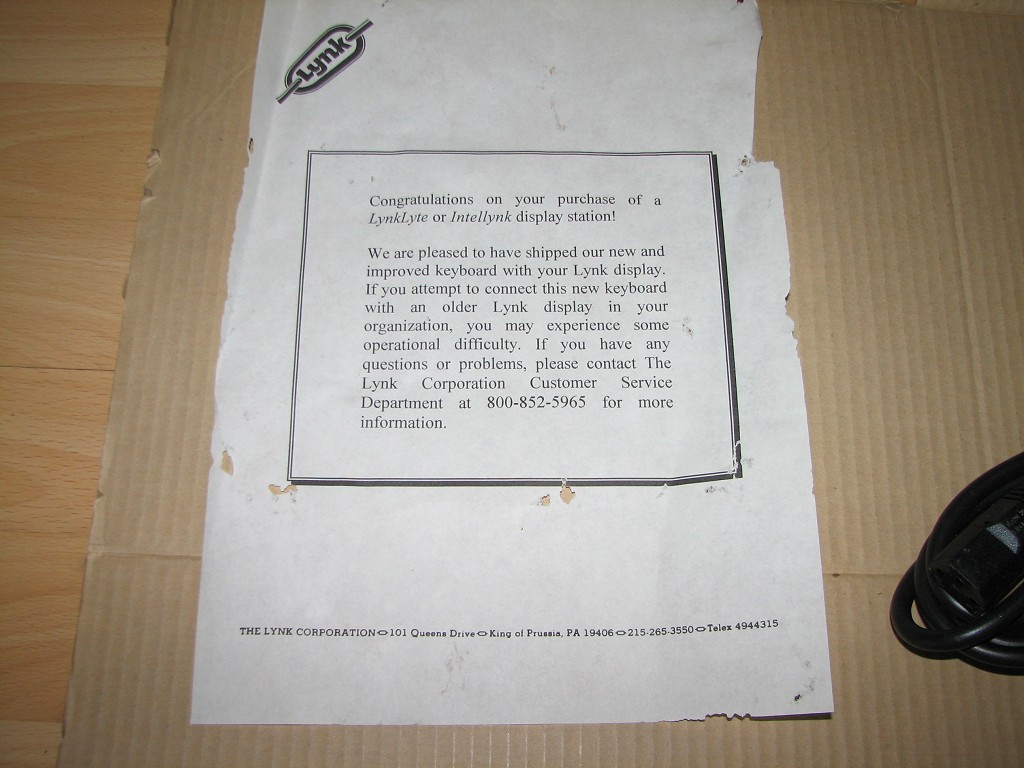 Lynk
Congratulations on your purchase of a
LynkLyte or Intellynk display station!
We are pleased to have shipped our new and
improved keyboard with your Lynk display.
If you attempt to connect this new keyboard
with an older Lynk display in your
organization, you may experience some
operational difficulty. If you have any
questions or problems, please contact The
Lynk Corporation Customer Service
Department at 800-852-5965 for more
information.
THE LYNK CORPORATION⬭101 Queens Drive⬭King of Prussia, PA 19406⬭215-265-3550⬭Telex 4944315